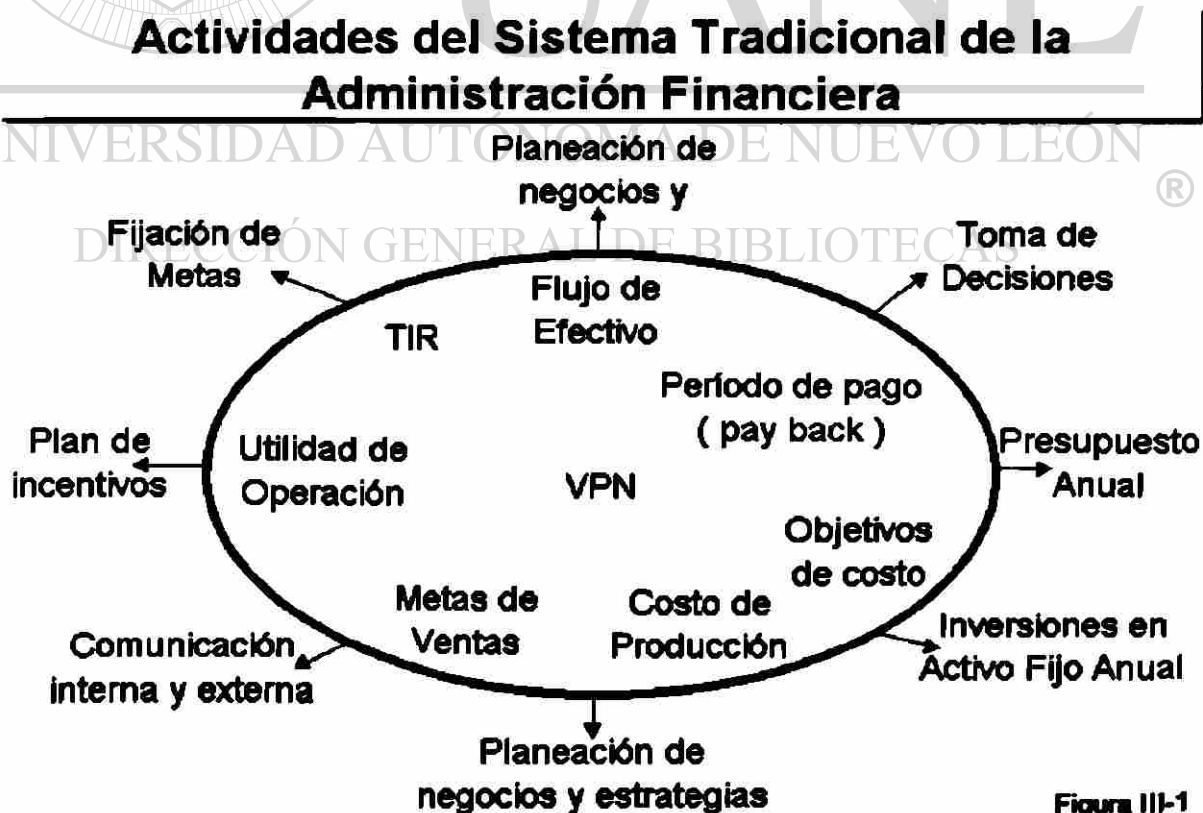 Actividades del Sistema Tradicional de la
Administración Financiera
NIVERSIDAD AUTÓNOMA DE NUEVO LEÓN
®
DIRECCIÓN GENERAL DE BIBLIOTECAS
Planeación de
negocios y
Fijación de
Metas
Toma de
Decisiones
Flujo de
Efectivo
TIR
Período de pago
( pay back )
Plan de
incentivos
Utilidad de
Operación
VPN
Presupuesto
Anual
Objetivos
de costo
Metas de
Ventas
Costo de
Producción
Comunicación
interna y externa
Inversiones en
Activo Fijo Anual
Planeación de
negocios y estrategias
Figura III-1